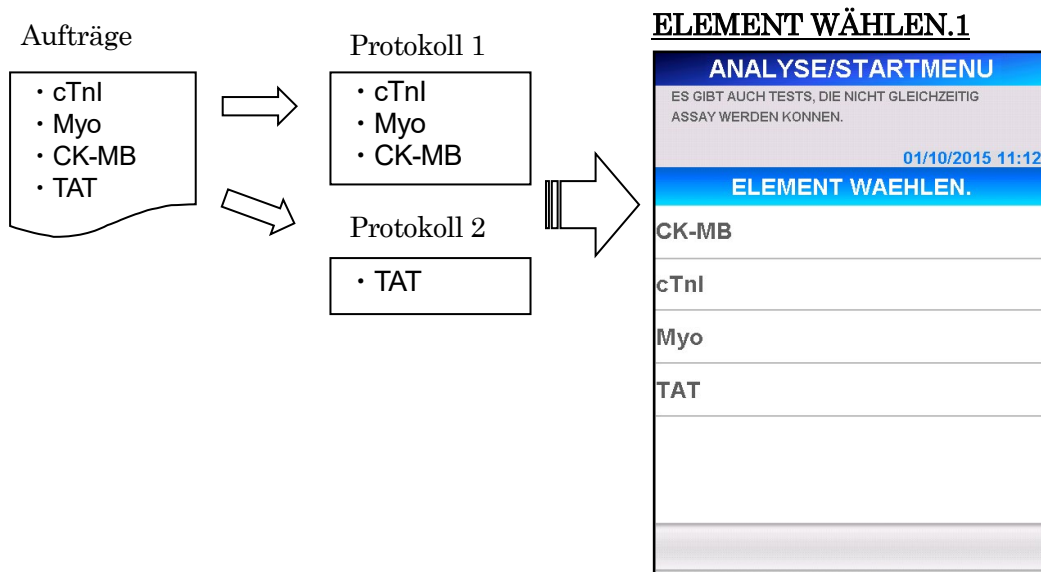 Aufträge
・cTnI
・Myo
・CK-MB
・TAT
Protokoll 1
・cTnI
・Myo
・CK-MB
Protokoll 2
・TAT
ELEMENT WÄHLEN.1
ANALYSE/STARTMENU
ES GIBT AUCH TESTS, DIE NICHT GLEICHZEITIG
ASSAY WERDEN KONNEN.
01/10/2015 11:12
ELEMENT WAEHLEN.
CK-MB
cTnI
Myo
TAT